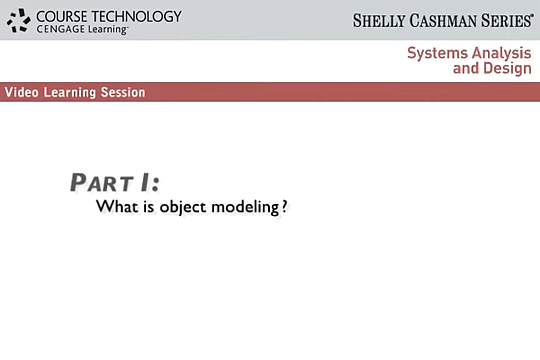 COURSE TECHNOLOGY
CENGAGE Learning™
SHELLY CASHMAN SERIES®
Systems Analysis
and Design
Video Learning Session
PART I:
What is object modeling?